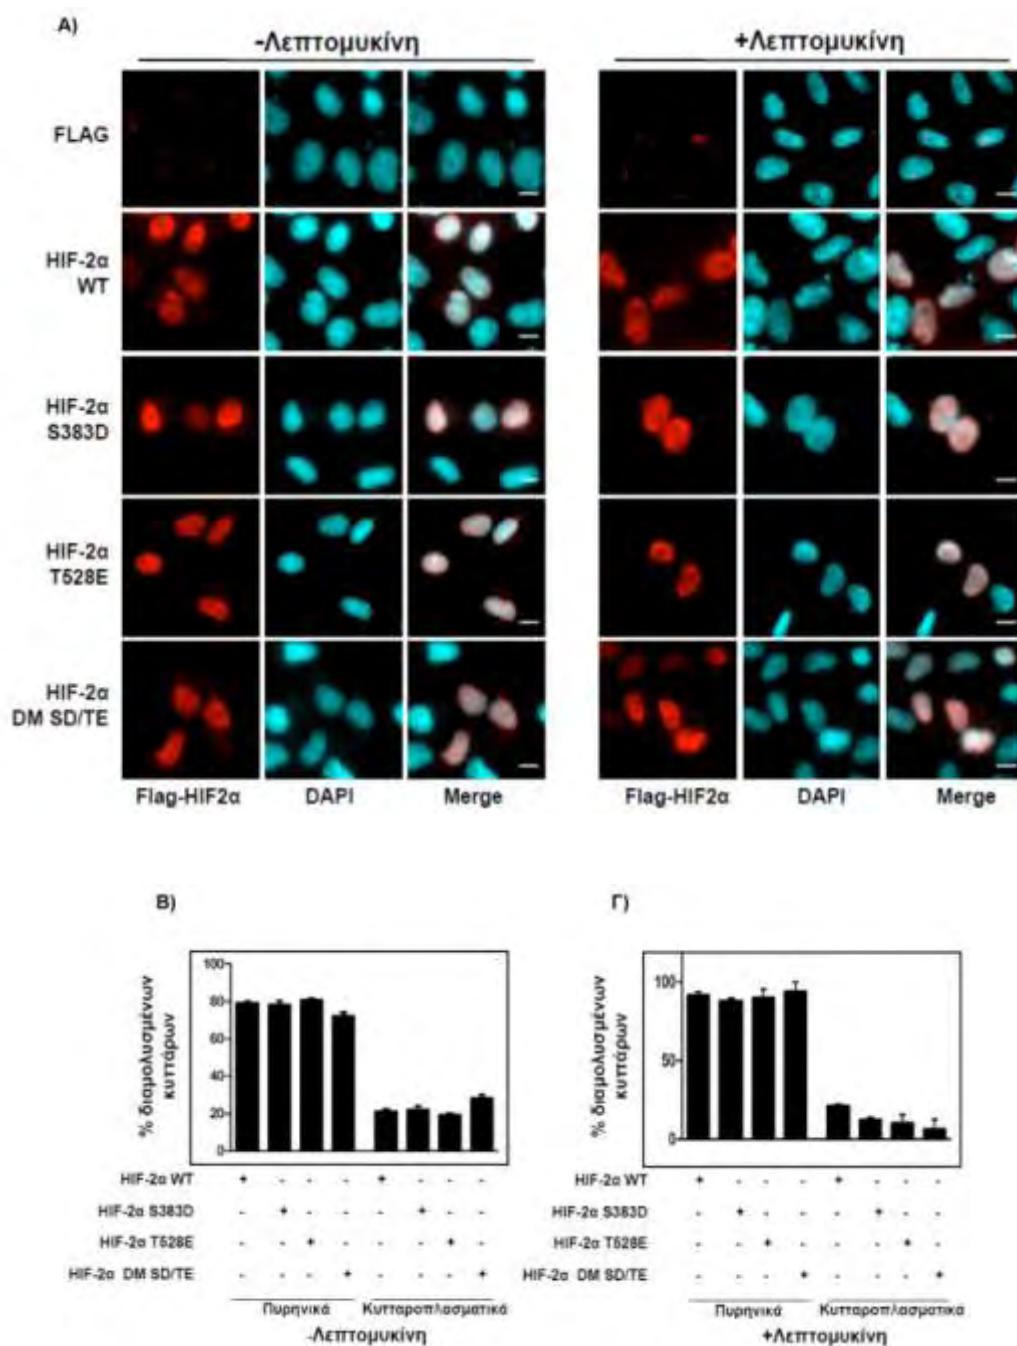 Α)
-Λεπτομυκίνη
+Λεπτομυκίνη
FLAG
HIF-2α
WT
HIF-2α
S383D
HIF-2α
T528E
HIF-2α
DM SD/TE
Flag-HIF2α DAPI Merge
Flag-HIF2α DAPI Merge
Β)
% διαμολυσμένων
κυττάρων
100
80
60
40
20
0
HIF-2α WT + - - - + - - -
HIF-2α S383D - + - - - + - -
HIF-2α T528E - - + - - - + -
HIF-2α DM SD/TE - - - + - - - +
Πυρηνικά Κυτταροπλασματικά
-Λεπτομυκίνη
Γ)
% διαμολυσμένων
κυττάρων
100
50
0
HIF-2α WT + - - - + - - -
HIF-2α S383D - + - - - + - -
HIF-2α T528E - - + - - - + -
HIF-2α DM SD/TE - - - + - - - +
Πυρηνικά Κυτταροπλασματικά
+Λεπτομυκίνη